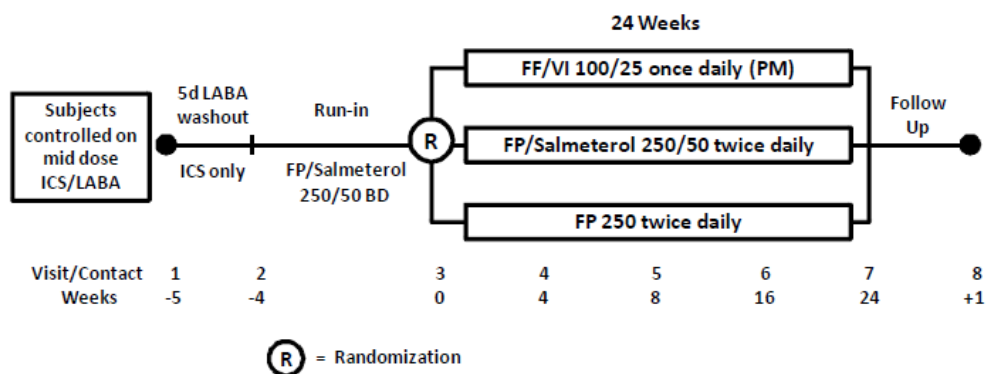 24 Weeks
Subjects
controlled on
mid dose
ICS/LABA
5d LABA
washout
ICS only
Run-in
FP/Salmeterol
250/50 BD
R
FF/VI 100/25 once daily (PM)
FP/Salmeterol 250/50 twice daily
FP 250 twice daily
Follow
Up
Visit/Contact 1 2 3 4 5 6 7 8
Weeks -5 -4 0 4 8 16 24 +1
R = Randomization